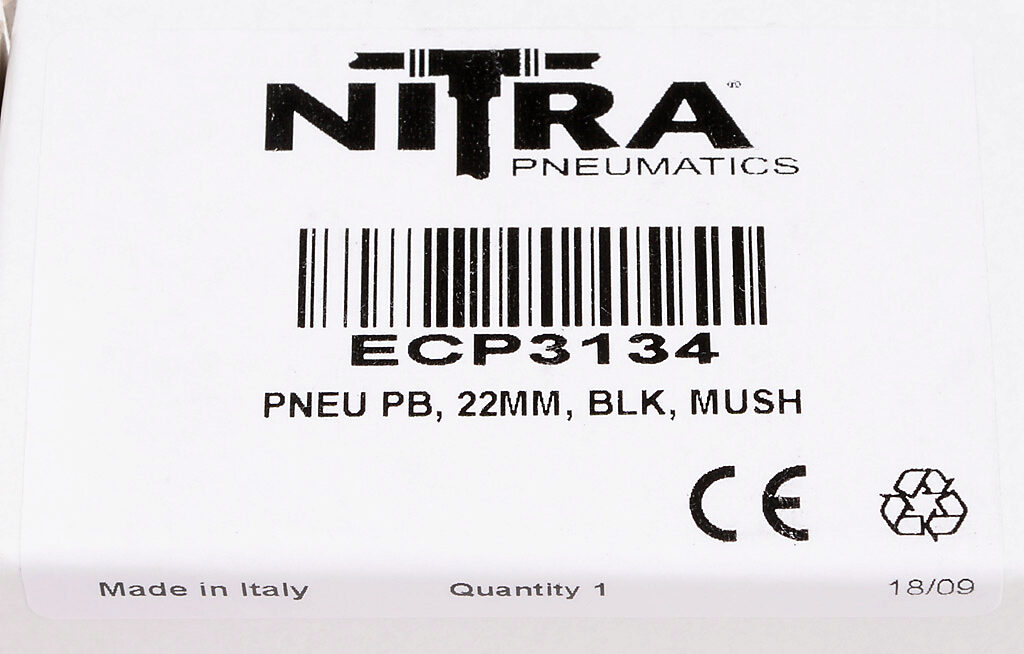 NITRA®
PNEUMATICS
ECP3134
PNEU PB, 22MM, BLK, MUSH
CE
Made in Italy Quantity 1 18/09